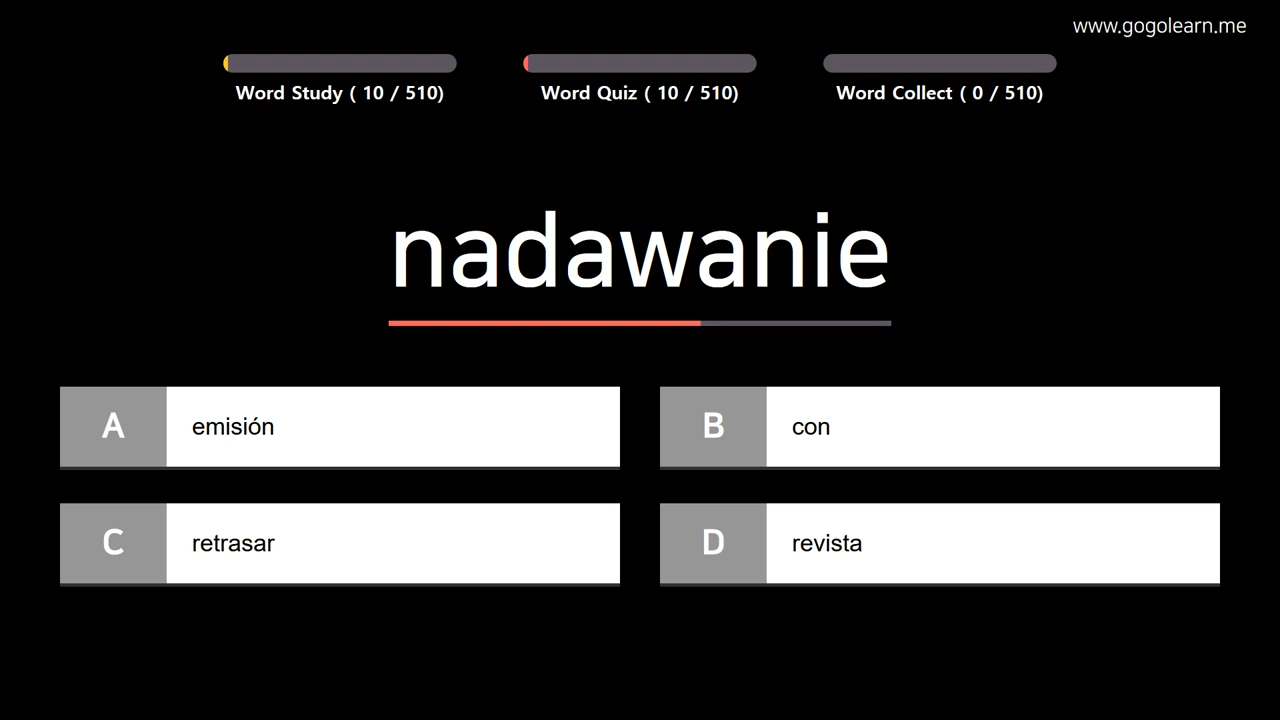 www.gogolearn.me
Word Study ( 10 / 510)
Word Quiz ( 10 / 510)
Word Collect ( 0 / 510)
nadawanie
A
emisión
B
con
C
retrasar
D
revista